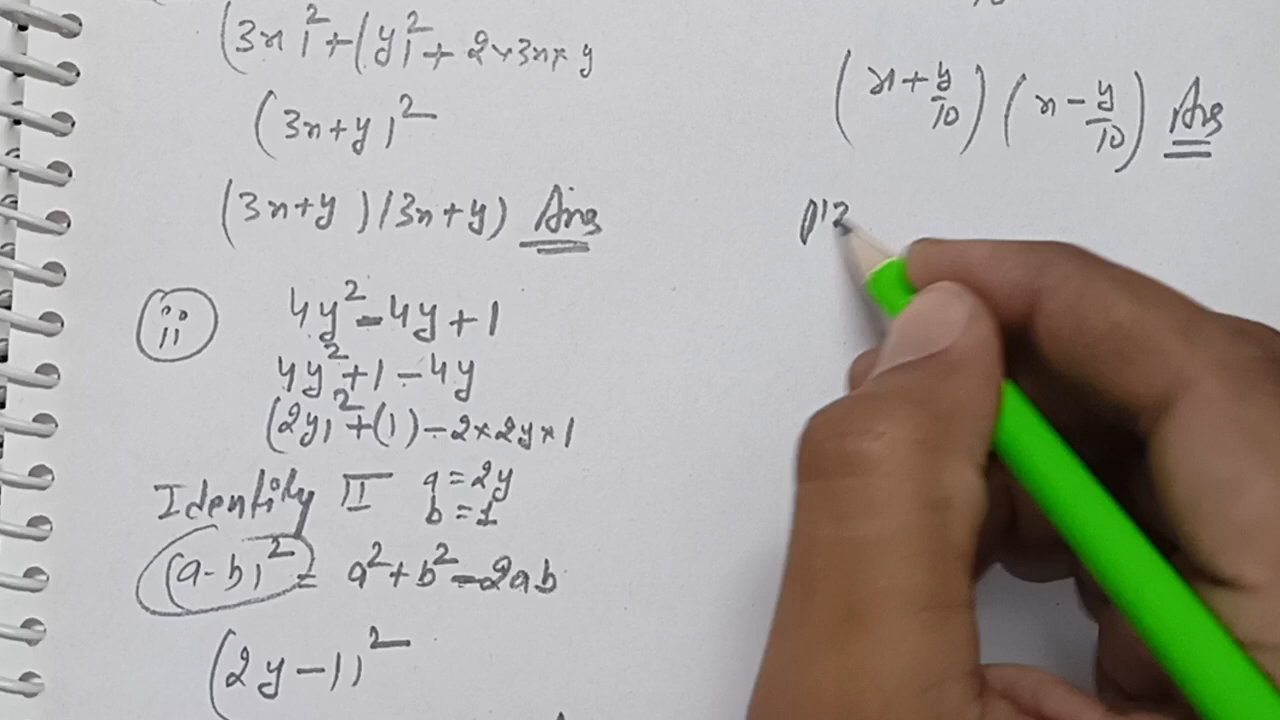 (3x)² + (y)² + 2×3x×y
(3x+y)²
(3x+y)(3x+y) Ans
ii 4y² - 4y + 1
4y² + 1 - 4y
(2y)² + (1) - 2×2y×1
Identity II a = 2y
b = 1
(a-b)² = a² + b² - 2ab
(2y-1)²
(x + y/10) (x - y/10) Ans